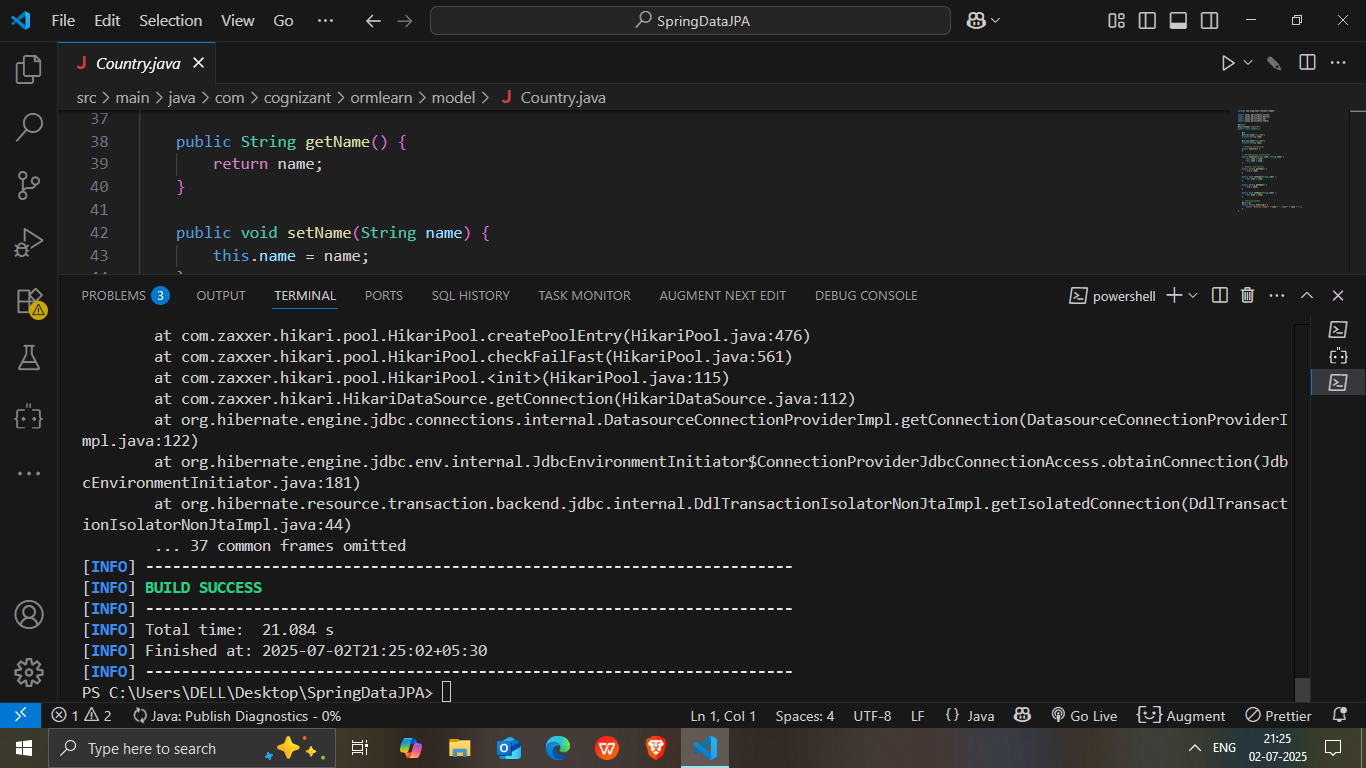 File Edit Selection View Go ··· SpringDataJPA
J Country.java
src > main > java > com > cognizant > ormlearn > model > J Country.java
37
38 public String getName() {
39 return name;
40 }
41
42 public void setName(String name) {
43 this.name = name;
PROBLEMS 3 OUTPUT TERMINAL PORTS SQL HISTORY TASK MONITOR AUGMENT NEXT EDIT DEBUG CONSOLE powershell
at com.zaxxer.hikari.pool.HikariPool.createPoolEntry(HikariPool.java:476)
at com.zaxxer.hikari.pool.HikariPool.checkFailFast(HikariPool.java:561)
at com.zaxxer.hikari.pool.HikariPool.<init>(HikariPool.java:115)
at com.zaxxer.hikari.HikariDataSource.getConnection(HikariDataSource.java:112)
at org.hibernate.engine.jdbc.connections.internal.DatasourceConnectionProviderImpl.getConnection(DatasourceConnectionProviderI
mpl.java:122)
at org.hibernate.engine.jdbc.env.internal.JdbcEnvironmentInitiator$ConnectionProviderJdbcConnectionAccess.obtainConnection(Jdb
cEnvironmentInitiator.java:181)
at org.hibernate.resource.transaction.backend.jdbc.internal.DdlTransactionIsolatorNonJtaImpl.getIsolatedConnection(DdlTransact
ionIsolatorNonJtaImpl.java:44)
... 37 common frames omitted
[INFO] ------------------------------------------------------------------------
[INFO] BUILD SUCCESS
[INFO] ------------------------------------------------------------------------
[INFO] Total time:  21.084 s
[INFO] Finished at: 2025-07-02T21:25:02+05:30
[INFO] ------------------------------------------------------------------------
PS C:\Users\DELL\Desktop\SpringDataJPA>
1 2 Java: Publish Diagnostics - 0% Ln 1, Col 1 Spaces: 4 UTF-8 LF {} Java Go Live Augment Prettier
Type here to search ENG 21:25
02-07-2025